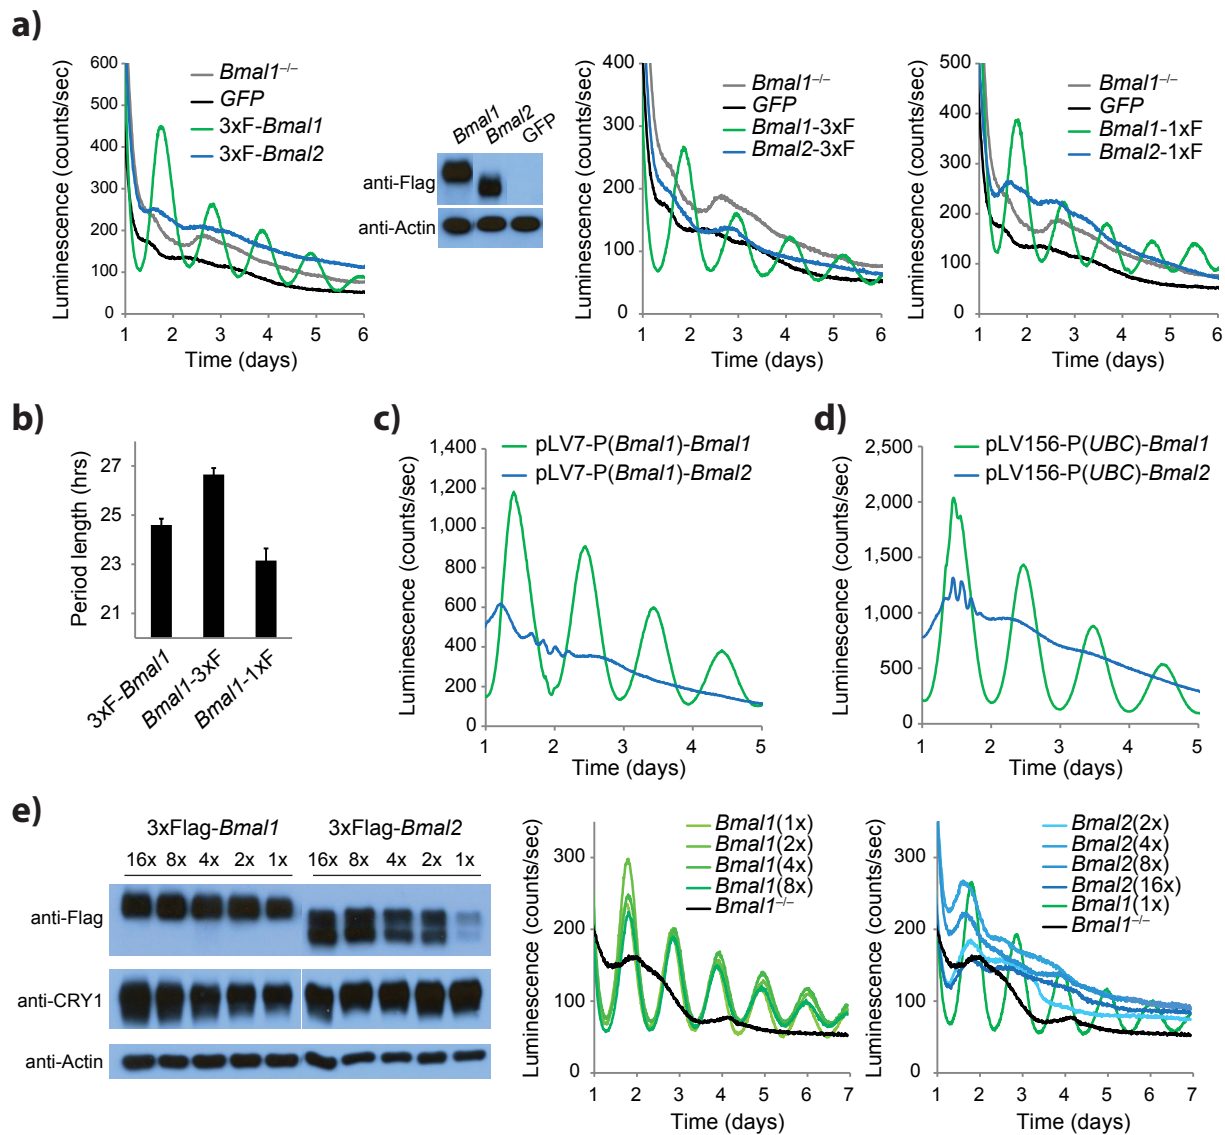 a)
Luminescence (counts/sec)
600
500
400
300
200
100
0
1 2 3 4 5 6
Time (days)
Bmal1–/–
GFP
3xF-Bmal1
3xF-Bmal2
Bmal1 Bmal2 GFP
anti-Flag
anti-Actin
Luminescence (counts/sec)
400
300
200
100
0
1 2 3 4 5 6
Time (days)
Bmal1–/–
GFP
Bmal1-3xF
Bmal2-3xF
Luminescence (counts/sec)
500
400
300
200
100
0
1 2 3 4 5 6
Time (days)
Bmal1–/–
GFP
Bmal1-1xF
Bmal2-1xF
b)
Period length (hrs)
27
25
23
21
3xF-Bmal1
Bmal1-3xF
Bmal1-1xF
c)
pLV7-P(Bmal1)-Bmal1
pLV7-P(Bmal1)-Bmal2
Luminescence (counts/sec)
1,400
1,200
1,000
800
600
400
200
0
1 2 3 4 5
Time (days)
d)
pLV156-P(UBC)-Bmal1
pLV156-P(UBC)-Bmal2
Luminescence (counts/sec)
2,500
2,000
1,500
1,000
500
0
1 2 3 4 5
Time (days)
e)
3xFlag-Bmal1 3xFlag-Bmal2
16x 8x 4x 2x 1x 16x 8x 4x 2x 1x
anti-Flag
anti-CRY1
anti-Actin
Luminescence (counts/sec)
300
200
100
0
1 2 3 4 5 6 7
Time (days)
Bmal1(1x)
Bmal1(2x)
Bmal1(4x)
Bmal1(8x)
Bmal1–/–
Luminescence (counts/sec)
300
200
100
0
1 2 3 4 5 6 7
Time (days)
Bmal2(2x)
Bmal2(4x)
Bmal2(8x)
Bmal2(16x)
Bmal1(1x)
Bmal1–/–